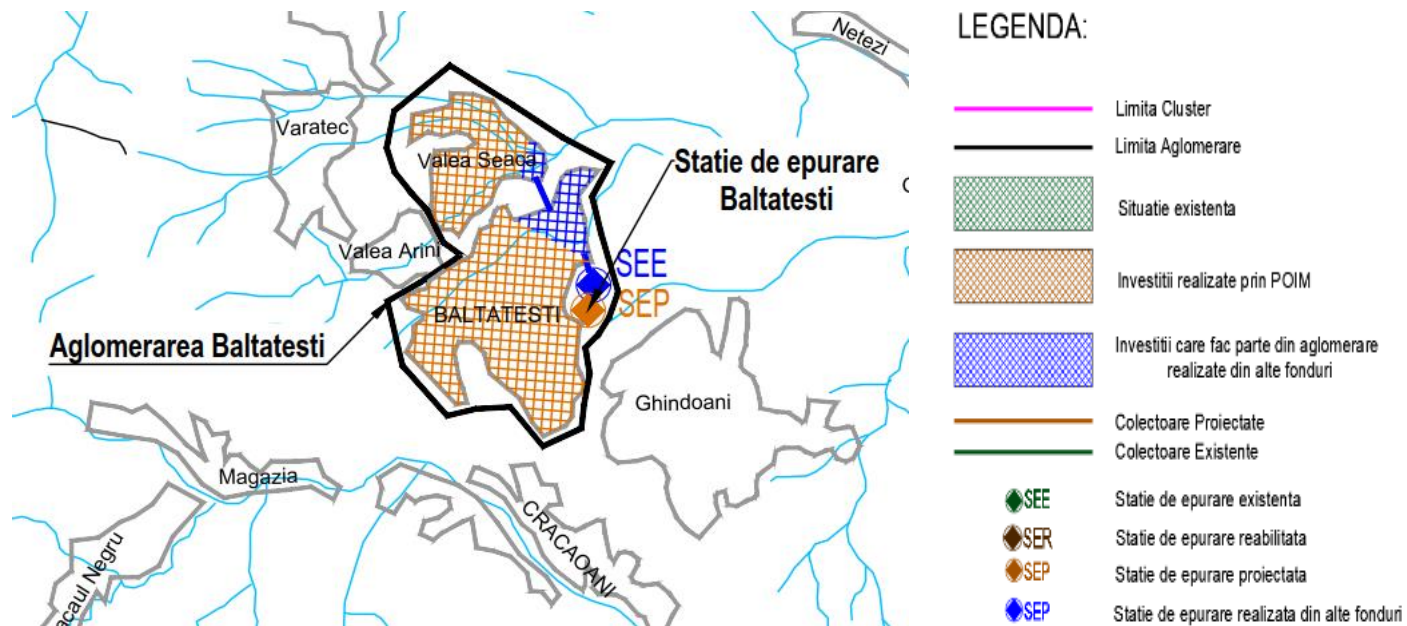 Netezi
Varatec
Valea Seaca
Statie de epurare
Baltatesti
Valea Arini
SEE
SEP
BALTATESTI
Aglomerarea Baltatesti
Ghindoani
Magazia
CRACAOANI
acaul Negru
LEGENDA:
Limita Cluster
Limita Aglomerare
Situatie existenta
Investitii realizate prin POIM
Investitii care fac parte din aglomerare
realizate din alte fonduri
Colectoare Proiectate
Colectoare Existente
SEE Statie de epurare existenta
SER Statie de epurare reabilitata
SEP Statie de epurare proiectata
SEP Statie de epurare realizata din alte fonduri